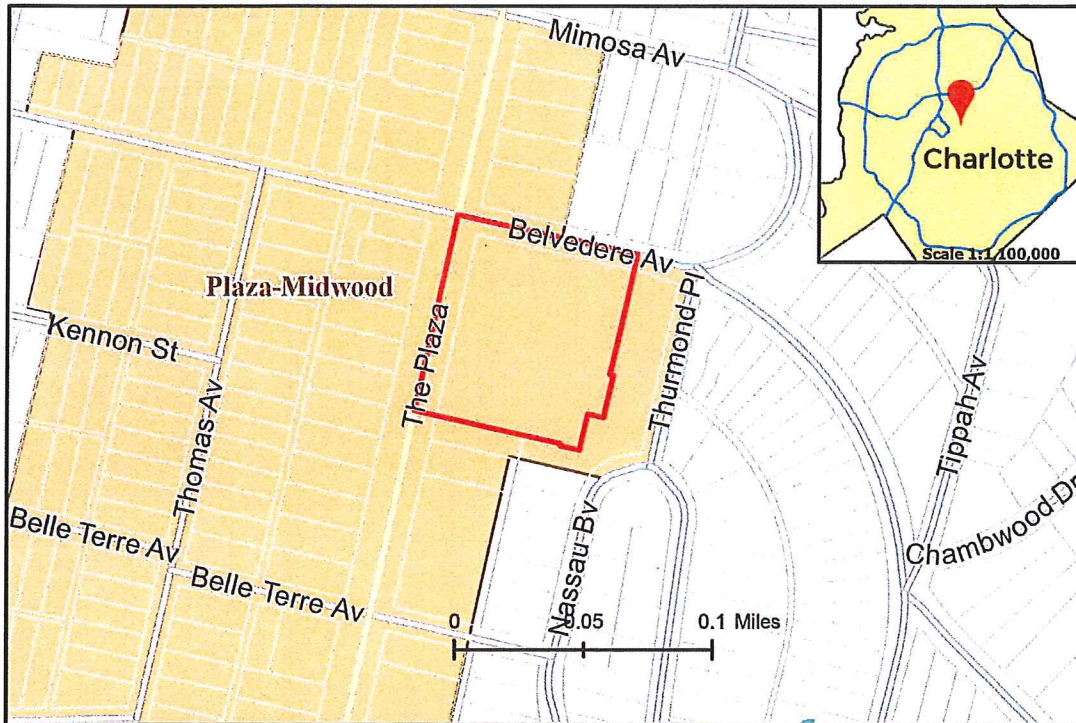 Mimosa Av
Charlotte
Scale 1:1,100,000
Belvedere Av
Plaza-Midwood
Kennon St
The Plaza
Thurmond Pl
Thomas Av
Tippah Av
Belle Terre Av
Belle Terre Av
Nassau Bv
Chambwood Dr
0 0.05 0.1 Miles